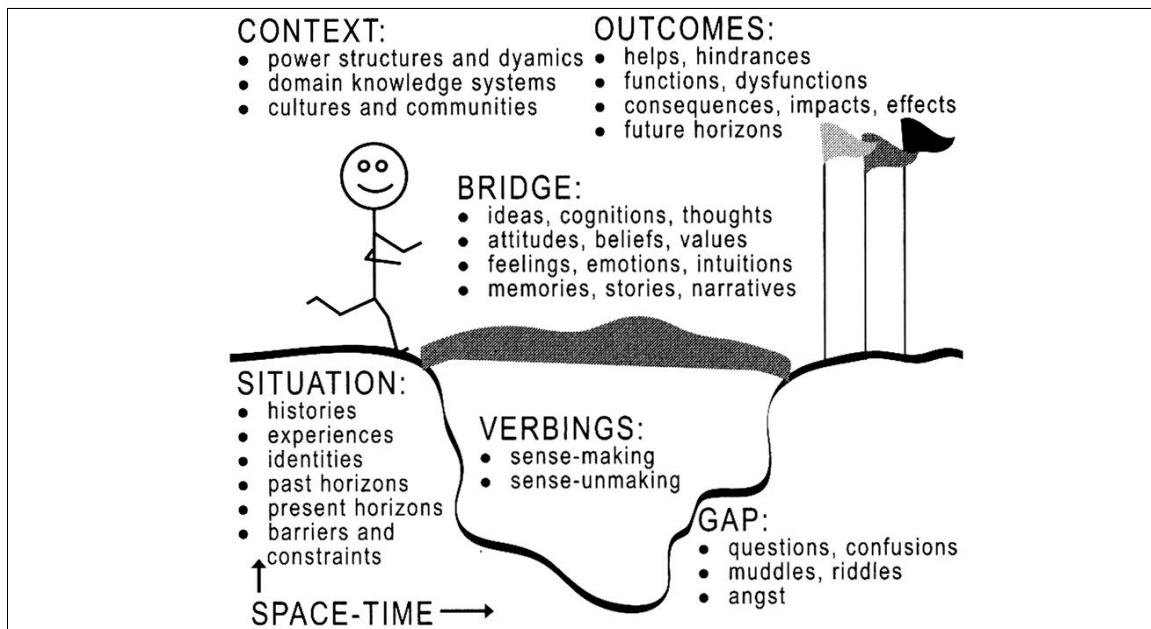 CONTEXT:
● power structures and dyamics
● domain knowledge systems
● cultures and communities
OUTCOMES:
● helps, hindrances
● functions, dysfunctions
● consequences, impacts, effects
● future horizons
BRIDGE:
● ideas, cognitions, thoughts
● attitudes, beliefs, values
● feelings, emotions, intuitions
● memories, stories, narratives
SITUATION:
● histories
● experiences
● identities
● past horizons
● present horizons
● barriers and
constraints
VERBINGS:
● sense-making
● sense-unmaking
GAP:
● questions, confusions
● muddles, riddles
● angst
SPACE-TIME